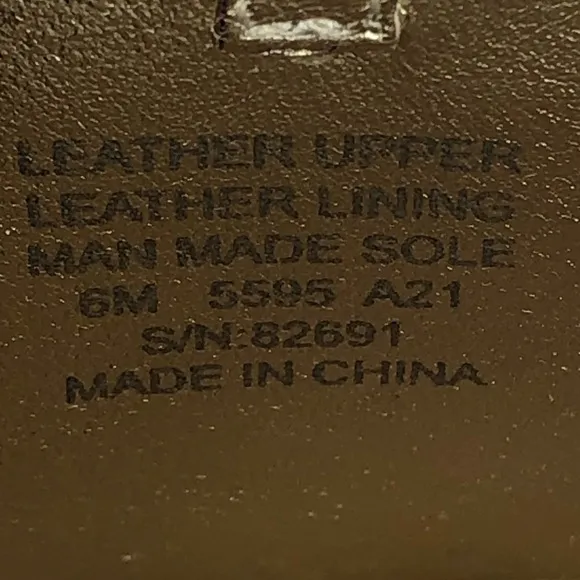 LEATHER UPPER
LEATHER LINING
MAN MADE SOLE
6M 5595 A21
S/N:82691
MADE IN CHINA